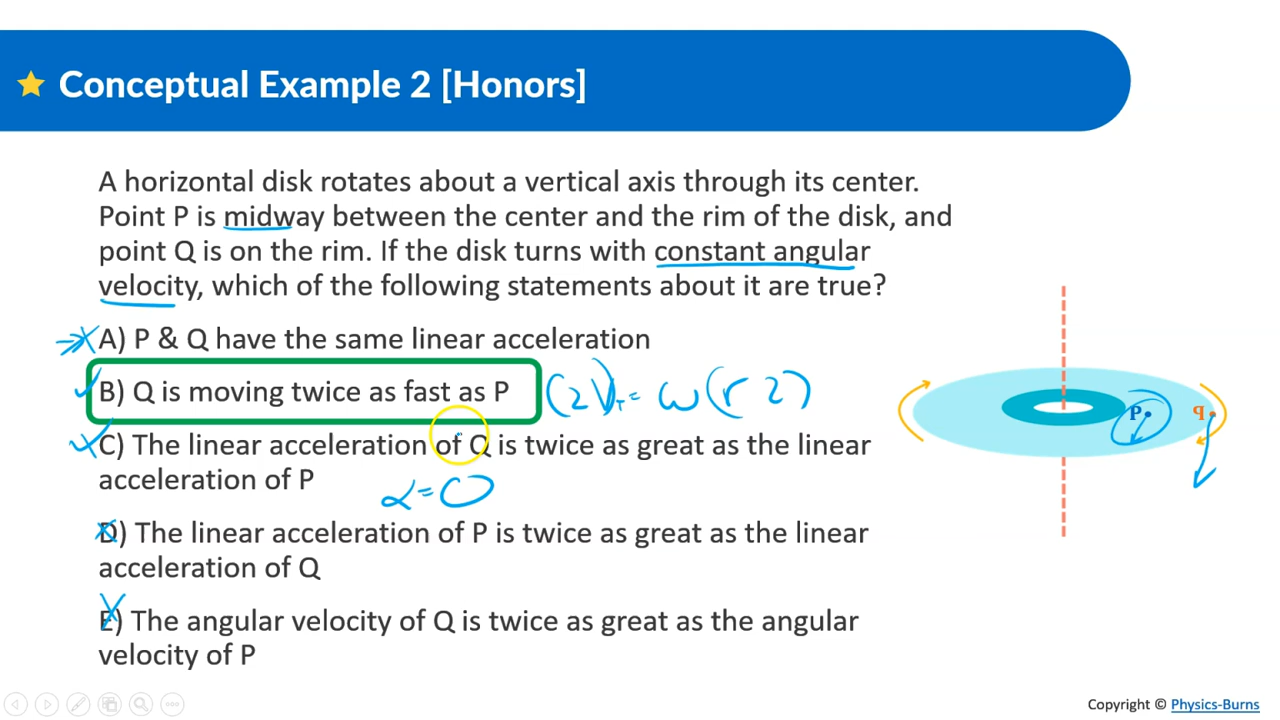 Conceptual Example 2 [Honors]
A horizontal disk rotates about a vertical axis through its center.
Point P is midway between the center and the rim of the disk, and
point Q is on the rim. If the disk turns with constant angular
velocity, which of the following statements about it are true?
A) P & Q have the same linear acceleration
B) Q is moving twice as fast as P
(2V)T = ω(r 2)
C) The linear acceleration of Q is twice as great as the linear
acceleration of P
α=0
D) The linear acceleration of P is twice as great as the linear
acceleration of Q
E) The angular velocity of Q is twice as great as the angular
velocity of P
P
q
Copyright © Physics-Burns